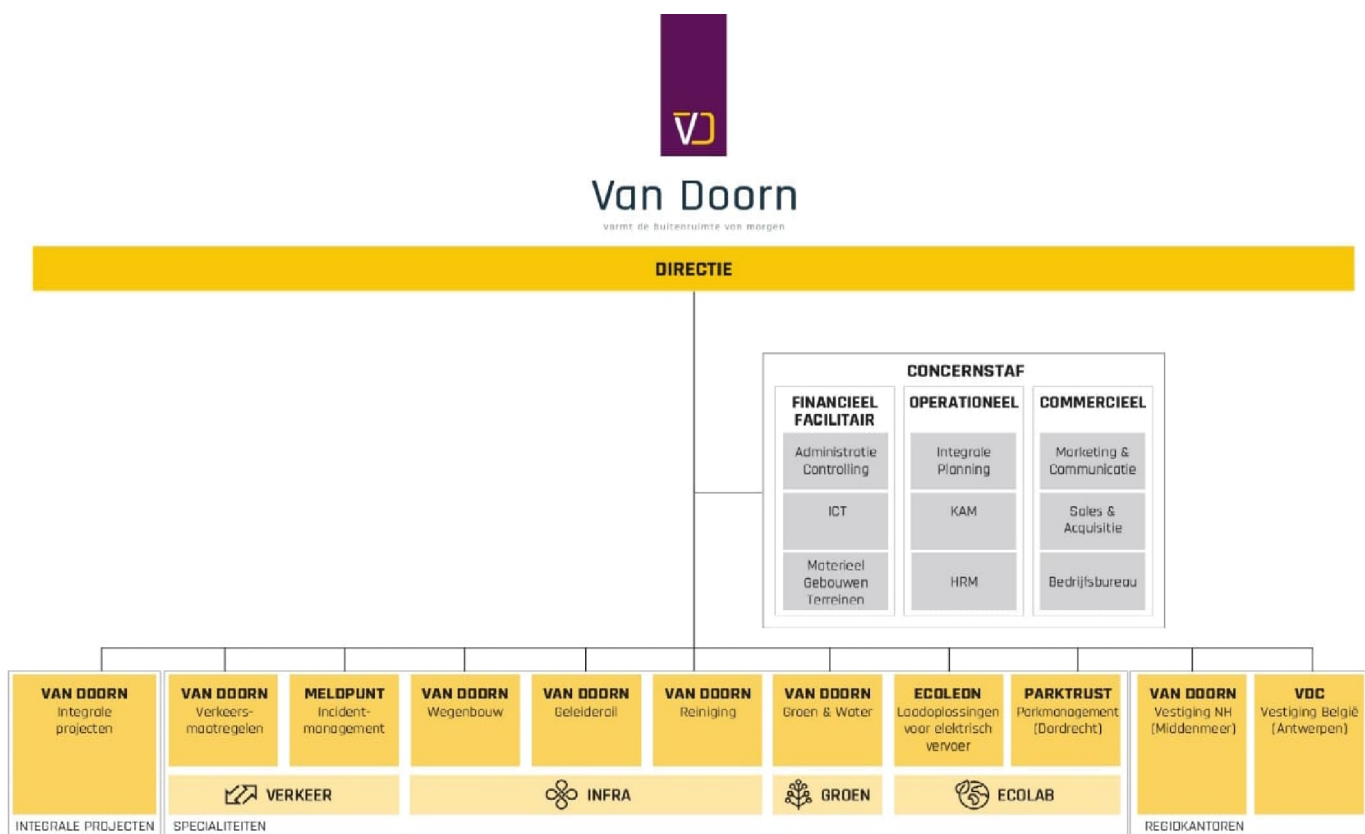 VD
Van Doorn
vormt de buitenruimte van morgen
DIRECTIE
CONCERNSTAF
FINANCIEEL
FACILITAIR
Administratie
Controlling
ICT
Materieel
Gebouwen
Terreinen
OPERATIONEEL
Integrale
Planning
KAM
HRM
COMMERCIEEL
Marketing &
Communicatie
Sales &
Acquisitie
Bedrijfsbureau
VAN DOORN
Integrale
projecten
INTEGRALE PROJECTEN
VAN DOORN
Verkeers-
maatregelen
MELDPUNT
Incident-
management
VERKEER
VAN DOORN
Wegenbouw
VAN DOORN
Geleiderail
VAN DOORN
Reiniging
INFRA
VAN DOORN
Groen & Water
GROEN
ECOLEON
Laadoplossingen
voor elektrisch
vervoer
PARKTRUST
Parkmanagement
(Dordrecht)
ECOLAB
SPECIALITEITEN
VAN DOORN
Vestiging NH
(Middenmeer)
VDC
Vestiging België
(Antwerpen)
REGIOKANTOREN